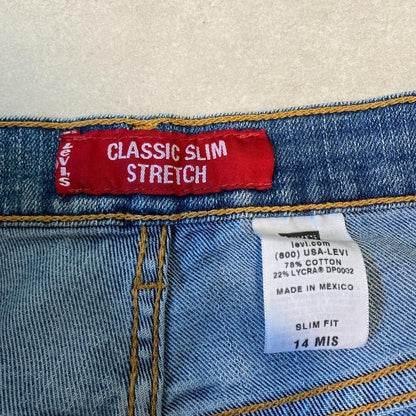 LEVI'S
CLASSIC SLIM
STRETCH
levi.com
(800) USA-LEVI
78% COTTON
22% LYCRA® DP0002
MADE IN MEXICO
SLIM FIT
14 MIS